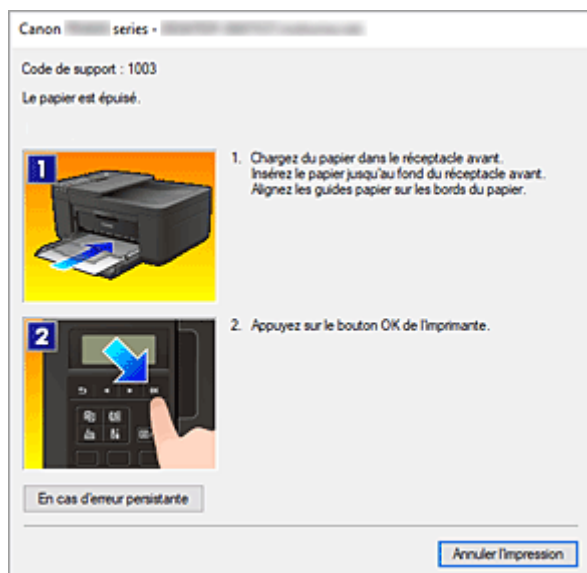 Canon series -
Code de support : 1003
Le papier est épuisé.
1
1. Chargez du papier dans le réceptacle avant.
Insérez le papier jusqu'au fond du réceptacle avant.
Alignez les guides papier sur les bords du papier.
2
2. Appuyez sur le bouton OK de l'imprimante.
En cas d'erreur persistante
Annuler l'impression